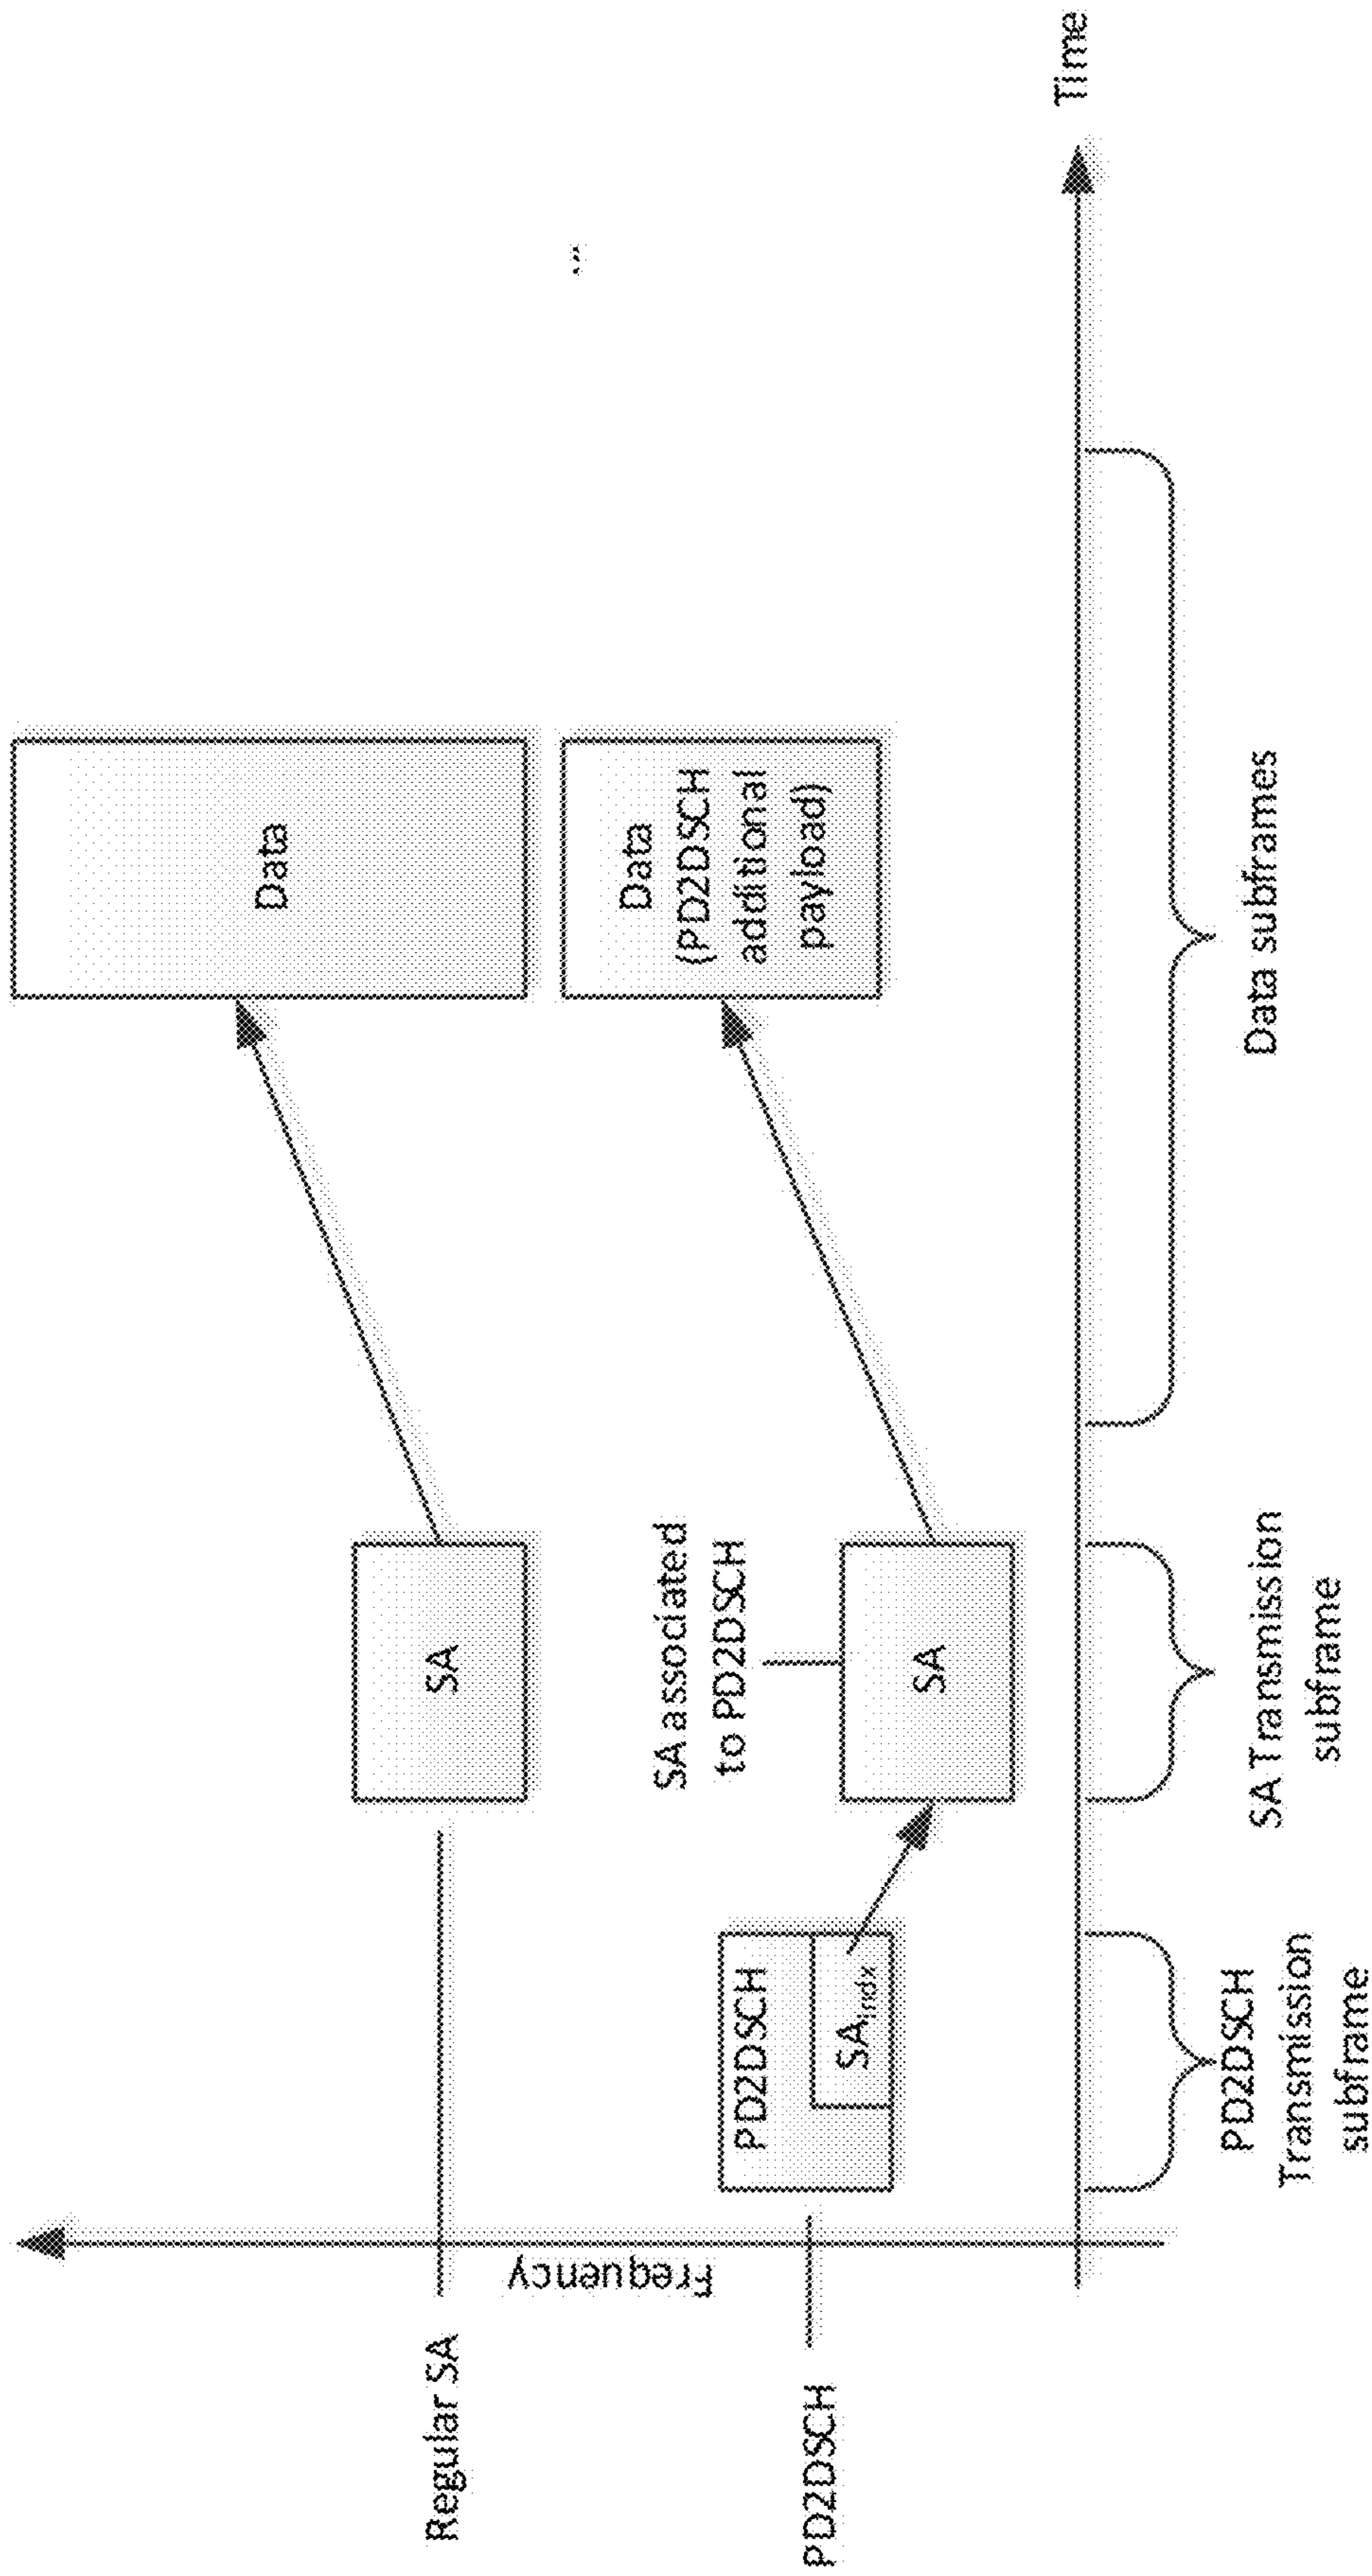 Frequency
Time
Regular SA
PD2DSCH
SA
SA associated
to PD2DSCH
PD2DSCH
SAindx
SA
Data
Data
(PD2DSCH
additional
payload)
...
PD2DSCH
Transmission
subframe
SA Transmission
subframe
Data subframes